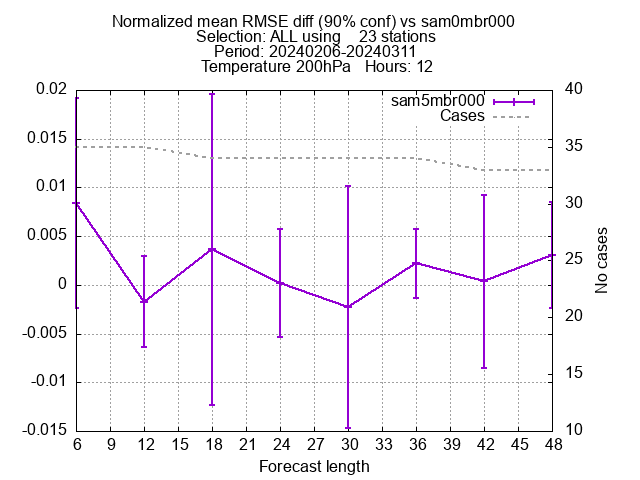 Normalized mean RMSE diff (90% conf) vs sam0mbr000
Selection: ALL using    23 stations
Period: 20240206-20240311
Temperature 200hPa   Hours: 12
sam5mbr000
Cases
0.02
0.015
0.01
0.005
0
-0.005
-0.01
-0.015
40
35
30
25
20
15
10
No cases
6 9 12 15 18 21 24 27 30 33 36 39 42 45 48
Forecast length